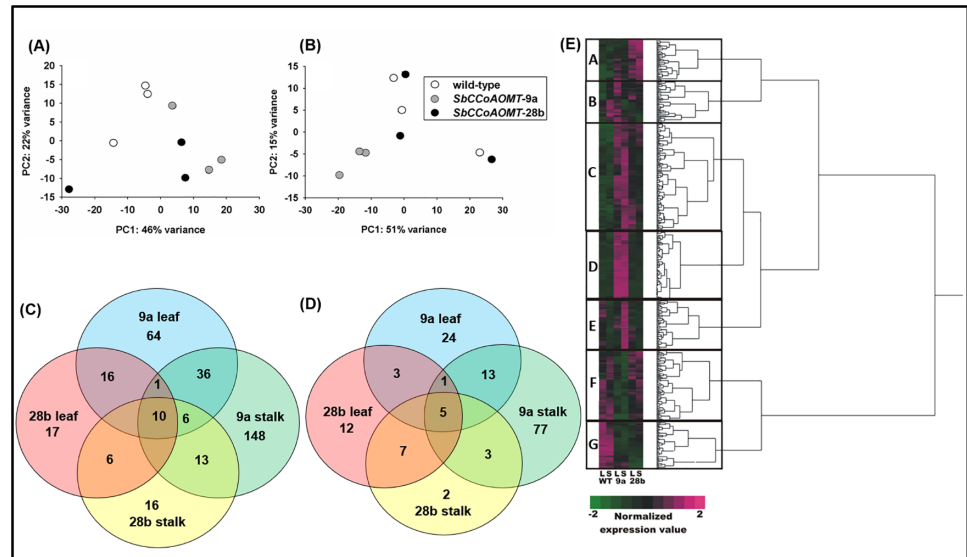 (A)
20
15
10
5
0
-5
-10
-15
-30 -20 -10 0 10 20 30
PC2: 22% variance
PC1: 46% variance
(B)
15
10
5
0
-5
-10
-15
-30 -20 -10 0 10 20 30
PC2: 15% variance
PC1: 51% variance
wild-type
SbCCoAOMT-9a
SbCCoAOMT-28b
(C)
9a leaf
64
16
1
36
28b leaf
17
10
6
9a stalk
148
6
13
16
28b stalk
(D)
9a leaf
24
3
1
13
28b leaf
12
5
9a stalk
77
7
3
2
28b stalk
(E)
A
B
C
D
E
F
G
L S L S L S
WT 9a 28b
-2 2
Normalized
expression value